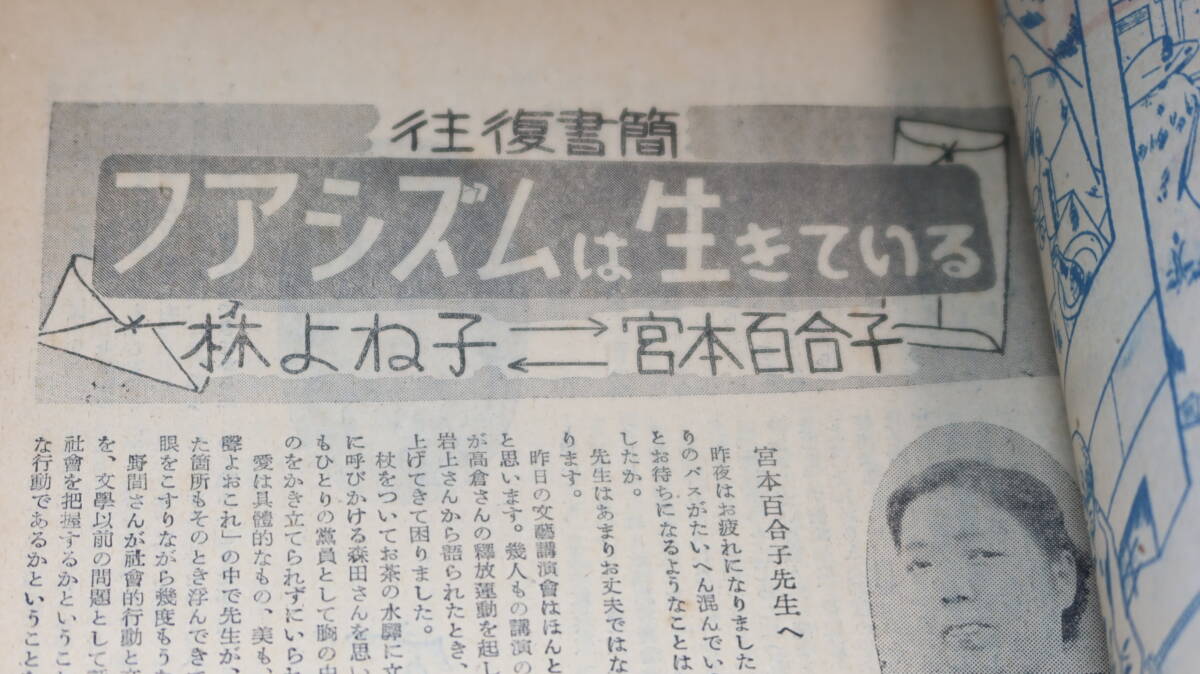 往復書簡
フアシズムは生きている
林よね子
宮本百合子
宮本百合子先生へ
昨夜はお疲れになりました
りのバスがたいへん混んでい
とお待ちになるようなことは
したか。
先生はあまりお丈夫ではな
ります。
昨日の文藝講演會はほんと
と思います。幾人もの講演の
が高倉さんの釋放運動を起し
岩上さんから語られたとき、
上げてきて困りました。
杖をついてお茶の水驛に立
に呼びかける森田さんを思い
もひとりの黨員として胸の中
のをかき立てられずにいられ
愛は具體的なもの、美も、
聲よおこれ」の中で先生が、
た箇所もそのとき浮んできて
眼をこすりながら幾度もうな
野間さんが社會的行動と文
を、文學以前の問題として
社會を把握するかというこ
な行動であるかということ